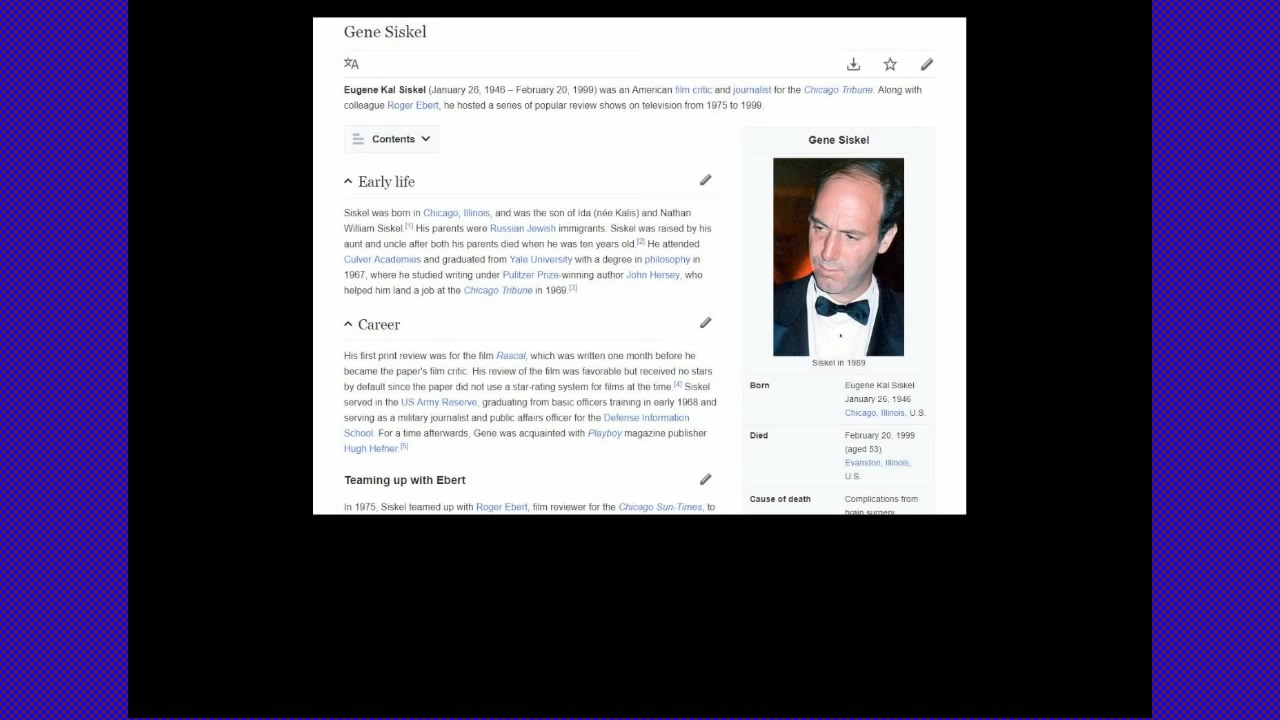 Gene Siskel
Eugene Kal Siskel (January 26, 1946 – February 20, 1999) was an American film critic and journalist for the Chicago Tribune. Along with
colleague Roger Ebert, he hosted a series of popular review shows on television from 1975 to 1999.
Contents
Early life
Siskel was born in Chicago, Illinois, and was the son of Ida (née Kalis) and Nathan
William Siskel.[1] His parents were Russian Jewish immigrants. Siskel was raised by his
aunt and uncle after both his parents died when he was ten years old.[2] He attended
Culver Academies and graduated from Yale University with a degree in philosophy in
1967, where he studied writing under Pulitzer Prize-winning author John Hersey, who
helped him land a job at the Chicago Tribune in 1969.[3]
Career
His first print review was for the film Rascal, which was written one month before he
became the paper's film critic. His review of the film was favorable but received no stars
by default since the paper did not use a star-rating system for films at the time.[4] Siskel
served in the US Army Reserve, graduating from basic officers training in early 1968 and
serving as a military journalist and public affairs officer for the Defense Information
School. For a time afterwards, Gene was acquainted with Playboy magazine publisher
Hugh Hefner.[5]
Teaming up with Ebert
In 1975, Siskel teamed up with Roger Ebert, film reviewer for the Chicago Sun-Times, to
Gene Siskel
Siskel in 1989
Born Eugene Kal Siskel
January 26, 1946
Chicago, Illinois, U.S.
Died February 20, 1999
(aged 53)
Evanston, Illinois,
U.S.
Cause of death Complications from
brain surgery